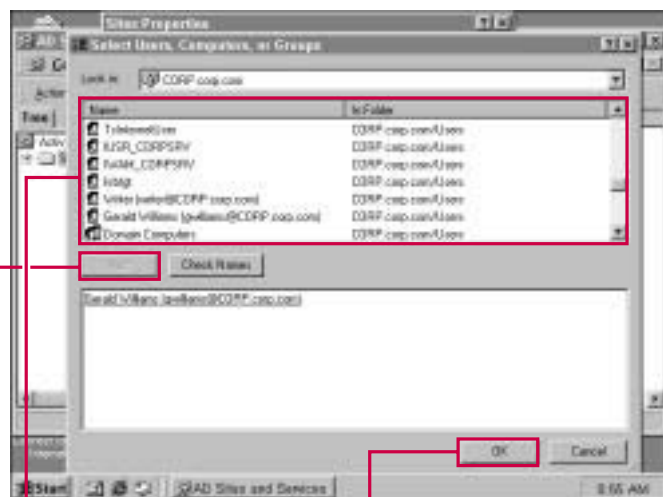 Sites Properties
Select Users, Computers, or Groups
Look in: CORP.corp.com
Name In Folder
TsInternetUser CORP.corp.com/Users
IUSR_CORPSRV CORP.corp.com/Users
IWAM_CORPSRV CORP.corp.com/Users
krbtgt CORP.corp.com/Users
Writer (writer@CORP.corp.com) CORP.corp.com/Users
Gerald Williams (gwilliams@CORP.corp.com) CORP.corp.com/Users
Domain Computers CORP.corp.com/Users
Tree
Check Names
Gerald Williams (gwilliams@CORP.corp.com)
OK Cancel
Start AD Sites and Services 8:55 AM